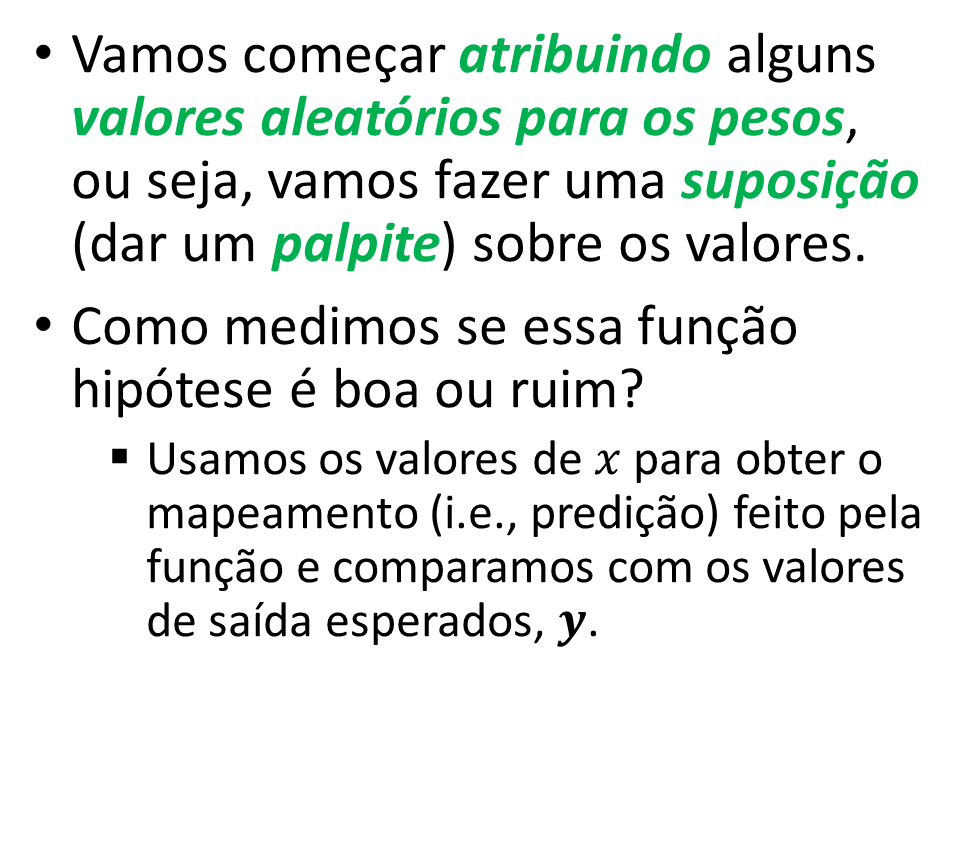 • Vamos começar atribuindo alguns
valores aleatórios para os pesos,
ou seja, vamos fazer uma suposição
(dar um palpite) sobre os valores.
• Como medimos se essa função
hipótese é boa ou ruim?
▪ Usamos os valores de 𝑥 para obter o
mapeamento (i.e., predição) feito pela
função e comparamos com os valores
de saída esperados, 𝒚.